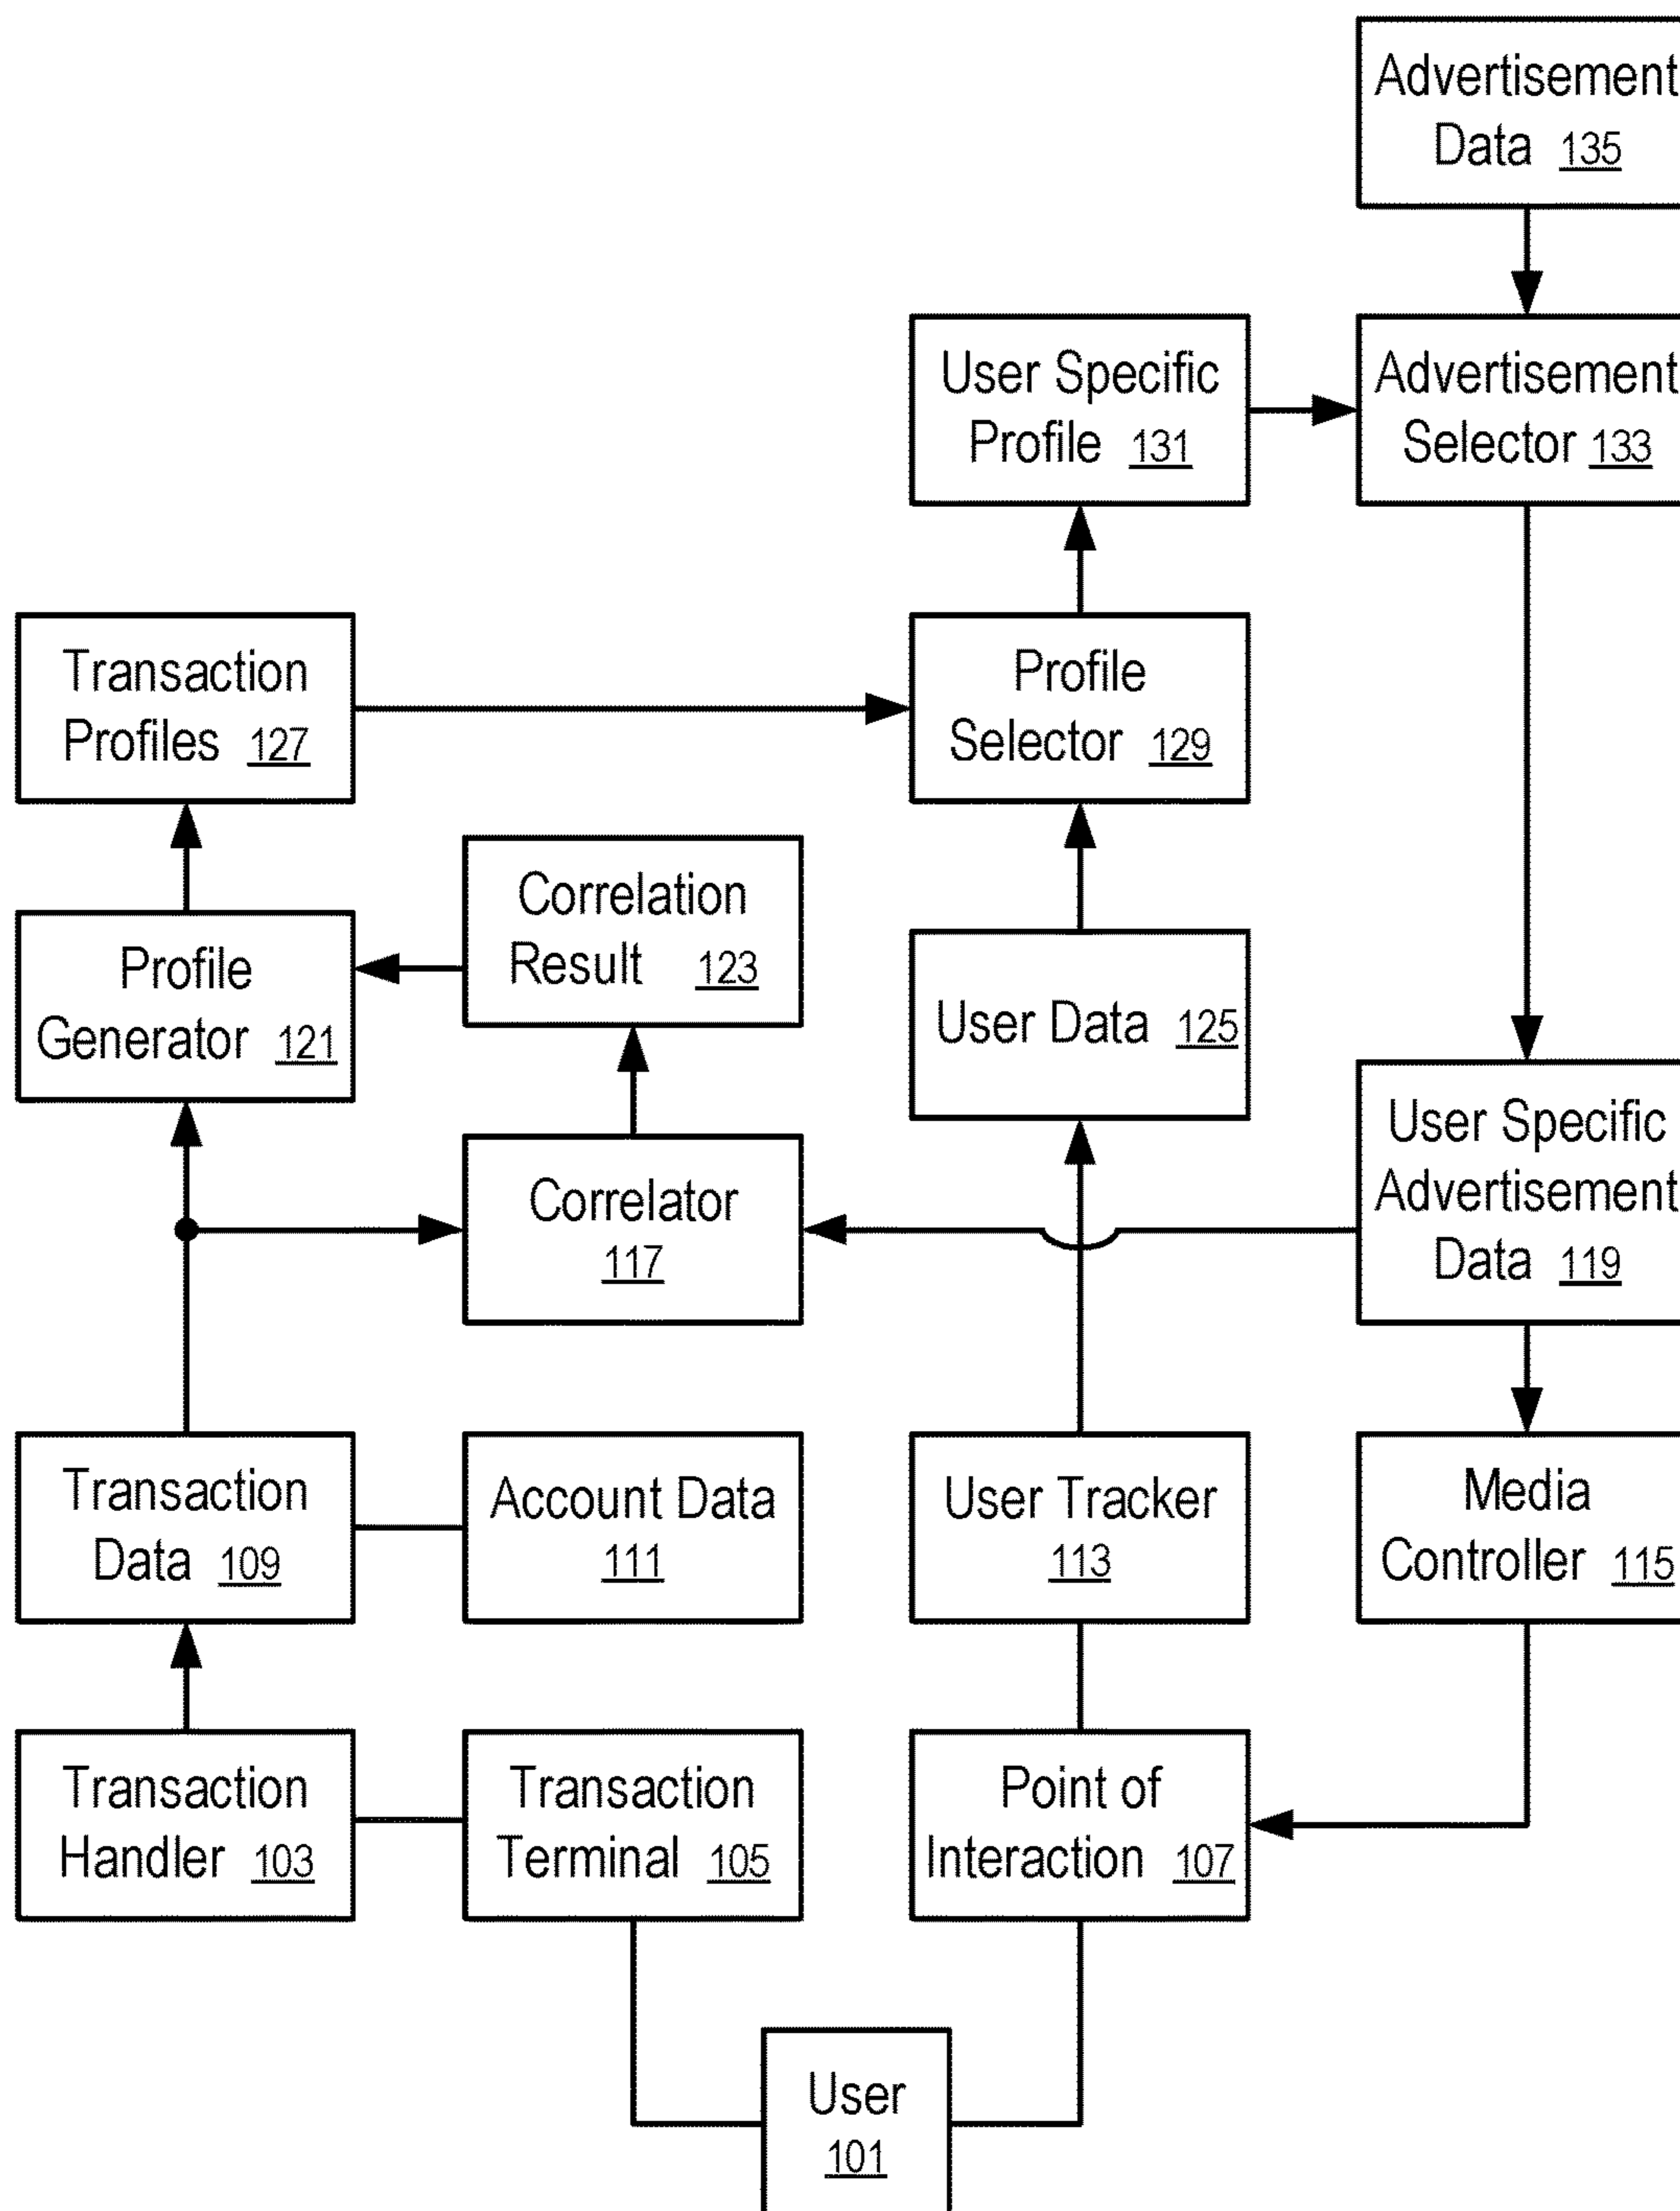 Advertisement
Data 135
User Specific
Profile 131
Advertisement
Selector 133
Transaction
Profiles 127
Profile
Selector 129
Correlation
Result 123
Profile
Generator 121
User Data 125
User Specific
Advertisement
Data 119
Correlator
117
Transaction
Data 109
Account Data
111
User Tracker
113
Media
Controller 115
Transaction
Handler 103
Transaction
Terminal 105
Point of
Interaction 107
User
101